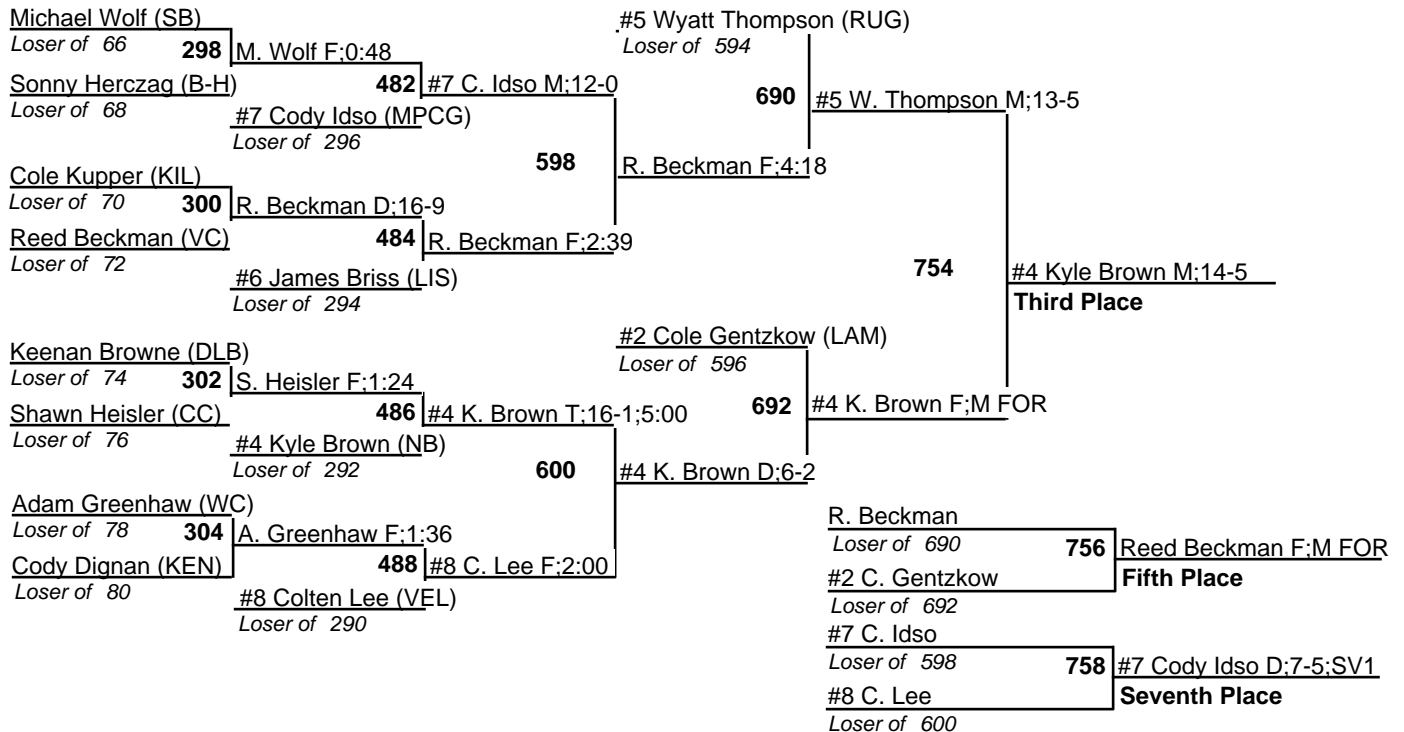 Michael Wolf (SB)
Loser of 66
298
M. Wolf F;0:48
Sonny Herczag (B-H)
Loser of 68
482
#7 C. Idso M;12-0
#7 Cody Idso (MPCG)
Loser of 296
598
R. Beckman F;4:18
Cole Kupper (KIL)
Loser of 70
300
R. Beckman D;16-9
Reed Beckman (VC)
Loser of 72
484
R. Beckman F;2:39
#6 James Briss (LIS)
Loser of 294
#5 Wyatt Thompson (RUG)
Loser of 594
690
#5 W. Thompson M;13-5
754
#4 Kyle Brown M;14-5
Third Place
Keenan Browne (DLB)
Loser of 74
302
S. Heisler F;1:24
Shawn Heisler (CC)
Loser of 76
486
#4 K. Brown T;16-1;5:00
#4 Kyle Brown (NB)
Loser of 292
600
#4 K. Brown D;6-2
Adam Greenhaw (WC)
Loser of 78
304
A. Greenhaw F;1:36
Cody Dignan (KEN)
Loser of 80
488
#8 C. Lee F;2:00
#8 Colten Lee (VEL)
Loser of 290
#2 Cole Gentzkow (LAM)
Loser of 596
692
#4 K. Brown F;M FOR
R. Beckman
Loser of 690
756
Reed Beckman F;M FOR
#2 C. Gentzkow
Fifth Place
Loser of 692
#7 C. Idso
Loser of 598
758
#7 Cody Idso D;7-5;SV1
#8 C. Lee
Seventh Place
Loser of 600